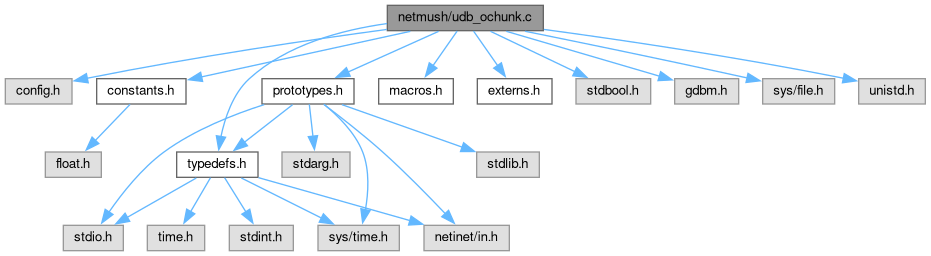 netmush/udb_ochunk.c
config.h
constants.h
prototypes.h
macros.h
externs.h
stdbool.h
gdbm.h
sys/file.h
unistd.h
float.h
typedefs.h
stdarg.h
stdlib.h
stdio.h
time.h
stdint.h
sys/time.h
netinet/in.h